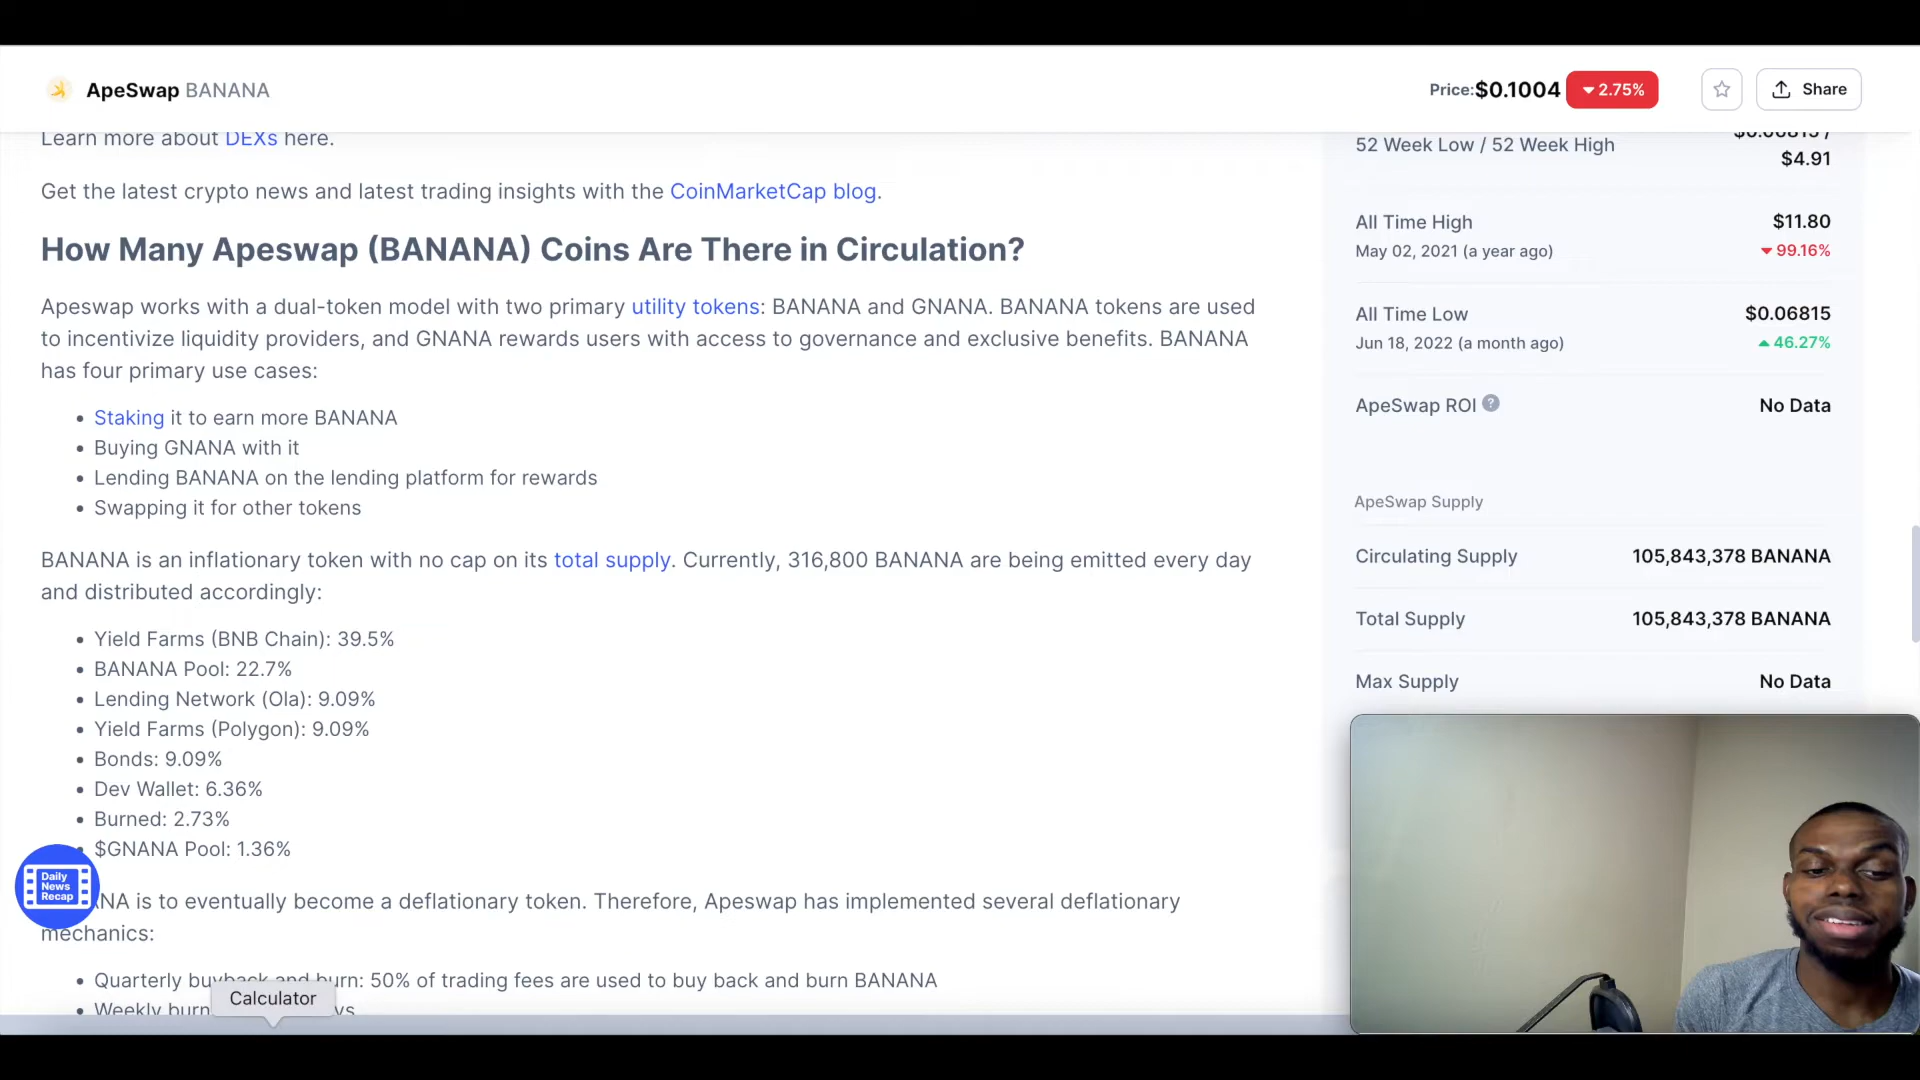 ApeSwap BANANA
Price:$0.1004 2.75% Share
Learn more about DEXs here.
Get the latest crypto news and latest trading insights with the CoinMarketCap blog.
How Many Apeswap (BANANA) Coins Are There in Circulation?
Apeswap works with a dual-token model with two primary utility tokens: BANANA and GNANA. BANANA tokens are used
to incentivize liquidity providers, and GNANA rewards users with access to governance and exclusive benefits. BANANA
has four primary use cases:
• Staking it to earn more BANANA
• Buying GNANA with it
• Lending BANANA on the lending platform for rewards
• Swapping it for other tokens
BANANA is an inflationary token with no cap on its total supply. Currently, 316,800 BANANA are being emitted every day
and distributed accordingly:
• Yield Farms (BNB Chain): 39.5%
• BANANA Pool: 22.7%
• Lending Network (Ola): 9.09%
• Yield Farms (Polygon): 9.09%
• Bonds: 9.09%
• Dev Wallet: 6.36%
• Burned: 2.73%
• $GNANA Pool: 1.36%
NA is to eventually become a deflationary token. Therefore, Apeswap has implemented several deflationary
mechanics:
• Quarterly buyback and burn: 50% of trading fees are used to buy back and burn BANANA
• Weekly burn
Daily
News
Recap
Calculator
$0.06815 /
52 Week Low / 52 Week High
$4.91
All Time High $11.80
May 02, 2021 (a year ago) 99.16%
All Time Low $0.06815
Jun 18, 2022 (a month ago) 46.27%
ApeSwap ROI ? No Data
ApeSwap Supply
Circulating Supply 105,843,378 BANANA
Total Supply 105,843,378 BANANA
Max Supply No Data